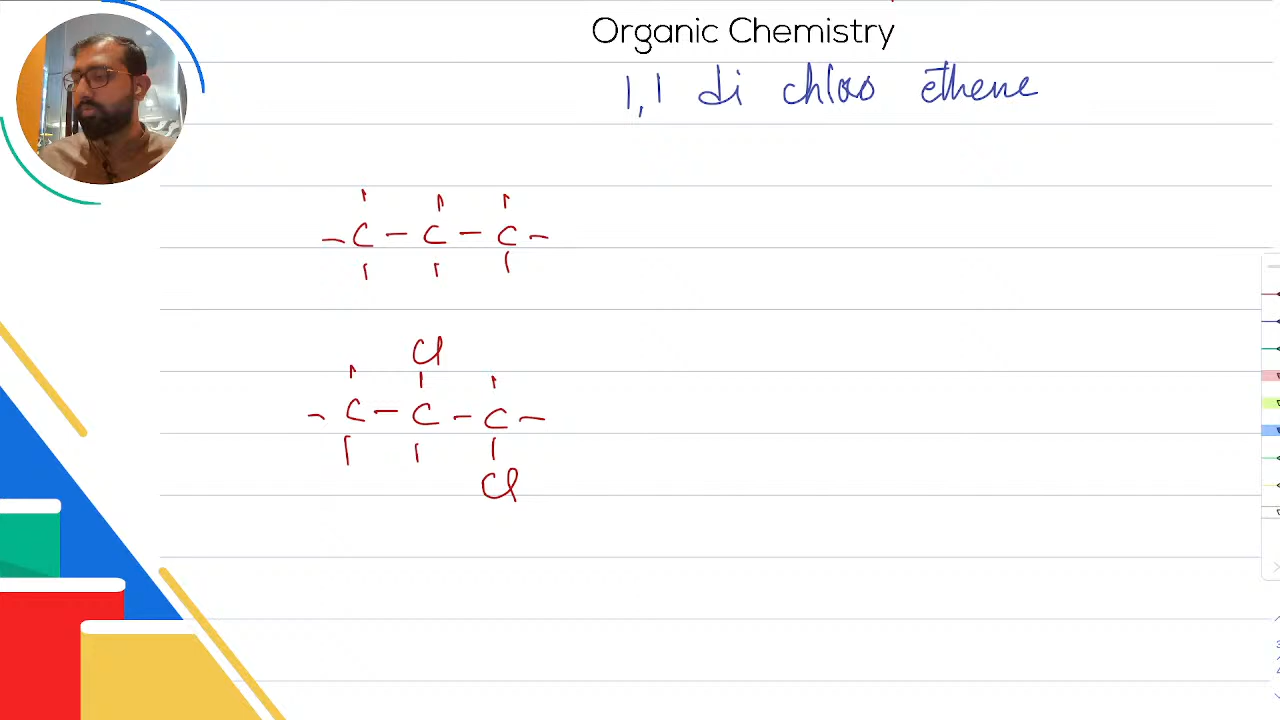 Organic Chemistry
1,1 di chloro ethene
- C - C - C -
Cl
- C - C - C -
Cl